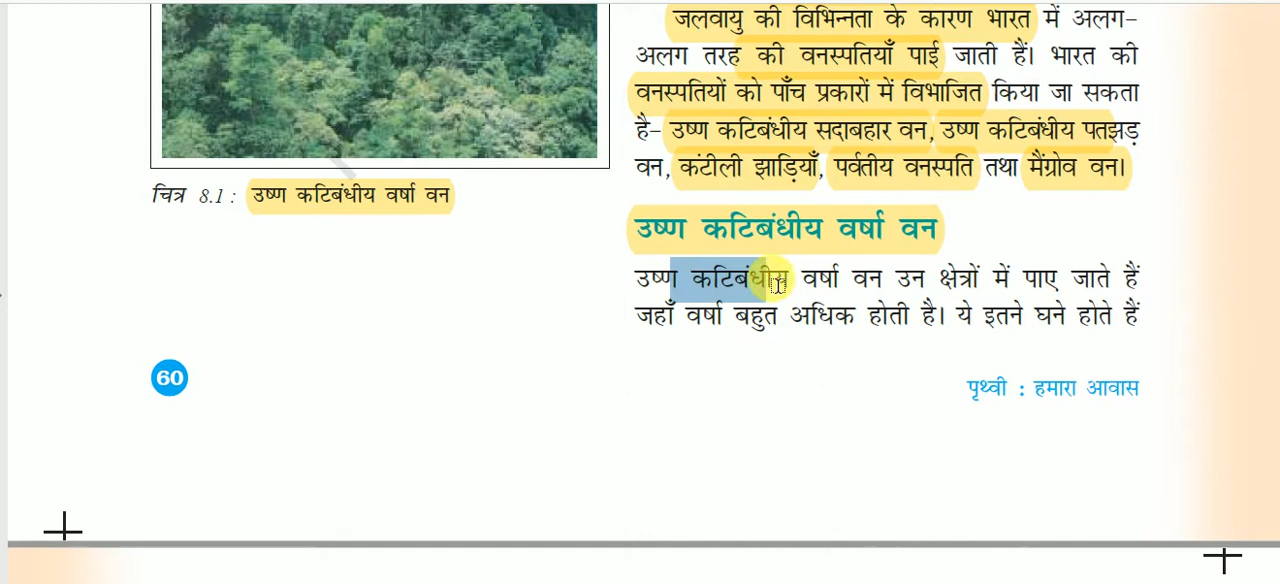 जलवायु की विभिन्नता के कारण भारत में अलग-
अलग तरह की वनस्पतियाँ पाई जाती हैं। भारत की
वनस्पतियों को पाँच प्रकारों में विभाजित किया जा सकता
है- उष्ण कटिबंधीय सदाबहार वन, उष्ण कटिबंधीय पतझड़
वन, कंटीली झाड़ियाँ, पर्वतीय वनस्पति तथा मैंग्रोव वन।
चित्र 8.1 : उष्ण कटिबंधीय वर्षा वन
उष्ण कटिबंधीय वर्षा वन
उष्ण कटिबंधीय वर्षा वन उन क्षेत्रों में पाए जाते हैं
जहाँ वर्षा बहुत अधिक होती है। ये इतने घने होते हैं
60
पृथ्वी : हमारा आवास